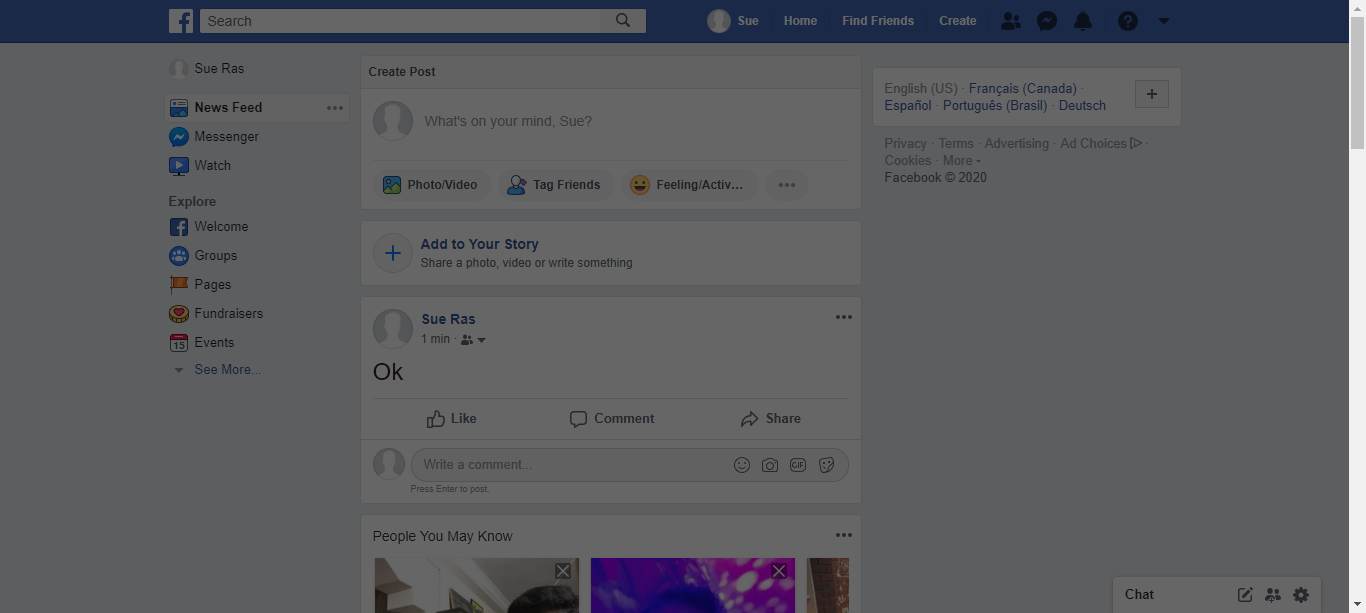 Search
Sue
Home
Find Friends
Create
Sue Ras
News Feed
Messenger
Watch
Explore
Welcome
Groups
Pages
Fundraisers
Events
15
See More...
Create Post
What's on your mind, Sue?
Photo/Video
Tag Friends
Feeling/Activ...
Add to Your Story
Share a photo, video or write something
Sue Ras
1 min ·
Ok
Like
Comment
Share
Write a comment...
GIF
Press Enter to post.
People You May Know
English (US) · Français (Canada) ·
Español · Português (Brasil) · Deutsch
Privacy · Terms · Advertising · Ad Choices ·
Cookies · More
Facebook © 2020
Chat